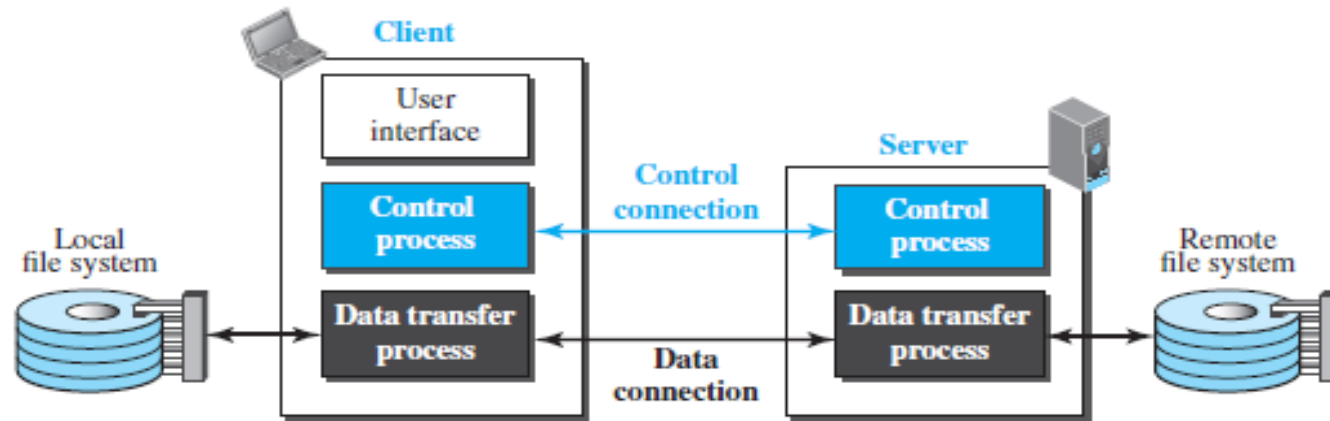 Client
User
interface
Server
Control
connection
Control
process
Control
process
Local
file system
Remote
file system
Data transfer
process
Data transfer
process
Data
connection